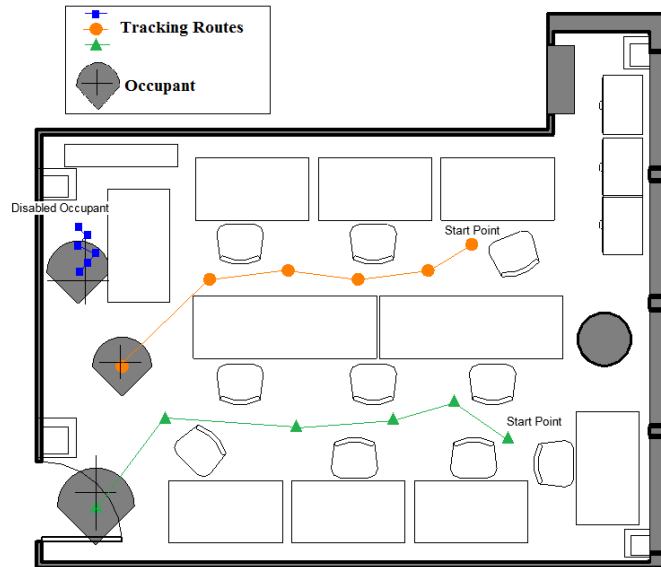 Tracking Routes
Occupant
Disabled Occupant
Start Point
Start Point